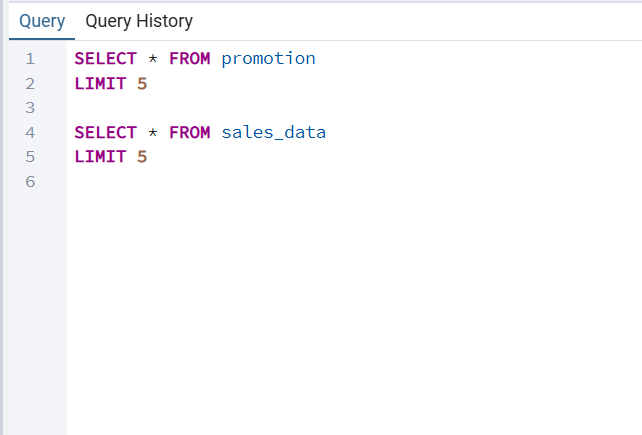 Query Query History
1 SELECT * FROM promotion
2 LIMIT 5
3
4 SELECT * FROM sales_data
5 LIMIT 5
6